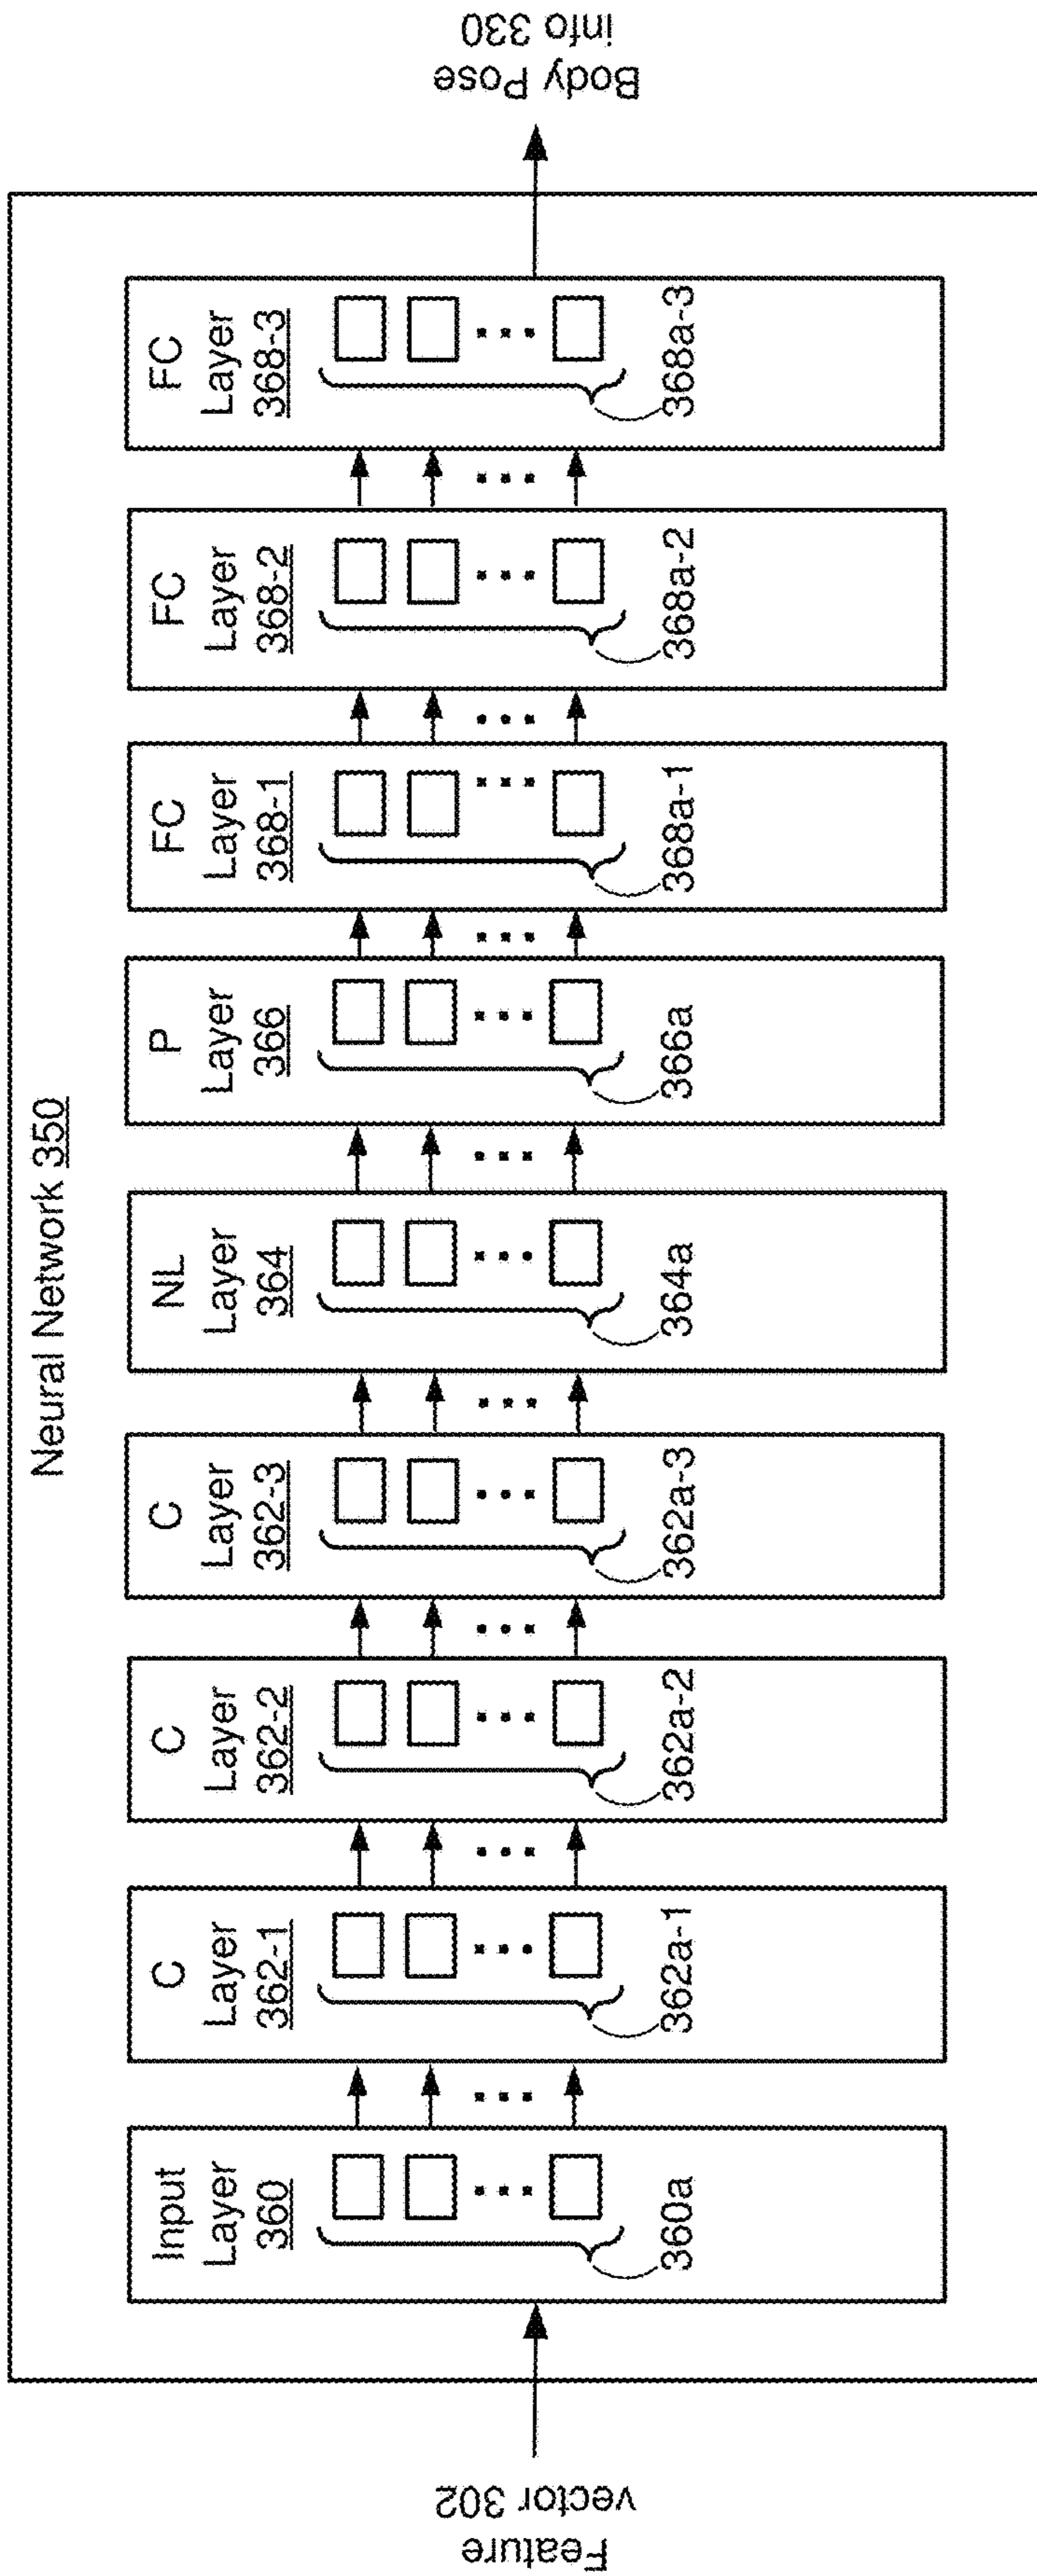 Neural Network 350
Feature
vector 302
Input
Layer
360
360a
C
Layer
362-1
362a-1
C
Layer
362-2
362a-2
C
Layer
362-3
362a-3
NL
Layer
364
364a
P
Layer
366
366a
FC
Layer
368-1
368a-1
FC
Layer
368-2
368a-2
FC
Layer
368-3
368a-3
Body Pose
info 330